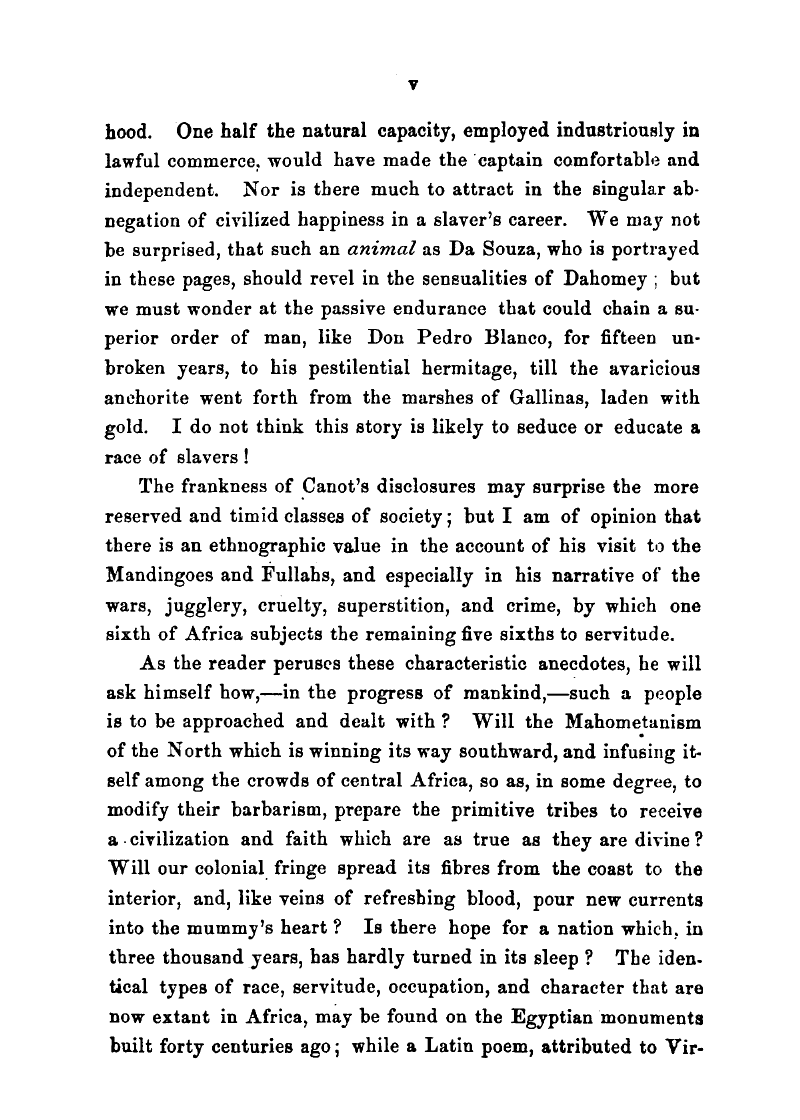 v
hood. One half the natural capacity, employed industriously in
lawful commerce, would have made the captain comfortable and
independent. Nor is there much to attract in the singular ab-
negation of civilized happiness in a slaver's career. We may not
be surprised, that such an animal as Da Souza, who is portrayed
in these pages, should revel in the sensualities of Dahomey; but
we must wonder at the passive endurance that could chain a su-
perior order of man, like Don Pedro Blanco, for fifteen un-
broken years, to his pestilential hermitage, till the avaricious
anchorite went forth from the marshes of Gallinas, laden with
gold. I do not think this story is likely to seduce or educate a
race of slavers!
The frankness of Canot's disclosures may surprise the more
reserved and timid classes of society; but I am of opinion that
there is an ethnographic value in the account of his visit to the
Mandingoes and Fullahs, and especially in his narrative of the
wars, jugglery, cruelty, superstition, and crime, by which one
sixth of Africa subjects the remaining five sixths to servitude.
As the reader peruses these characteristic anecdotes, he will
ask himself how,—in the progress of mankind,—such a people
is to be approached and dealt with? Will the Mahometanism
of the North which is winning its way southward, and infusing it-
self among the crowds of central Africa, so as, in some degree, to
modify their barbarism, prepare the primitive tribes to receive
a civilization and faith which are as true as they are divine?
Will our colonial fringe spread its fibres from the coast to the
interior, and, like veins of refreshing blood, pour new currents
into the mummy's heart? Is there hope for a nation which, in
three thousand years, has hardly turned in its sleep? The iden-
tical types of race, servitude, occupation, and character that are
now extant in Africa, may be found on the Egyptian monuments
built forty centuries ago; while a Latin poem, attributed to Vir-